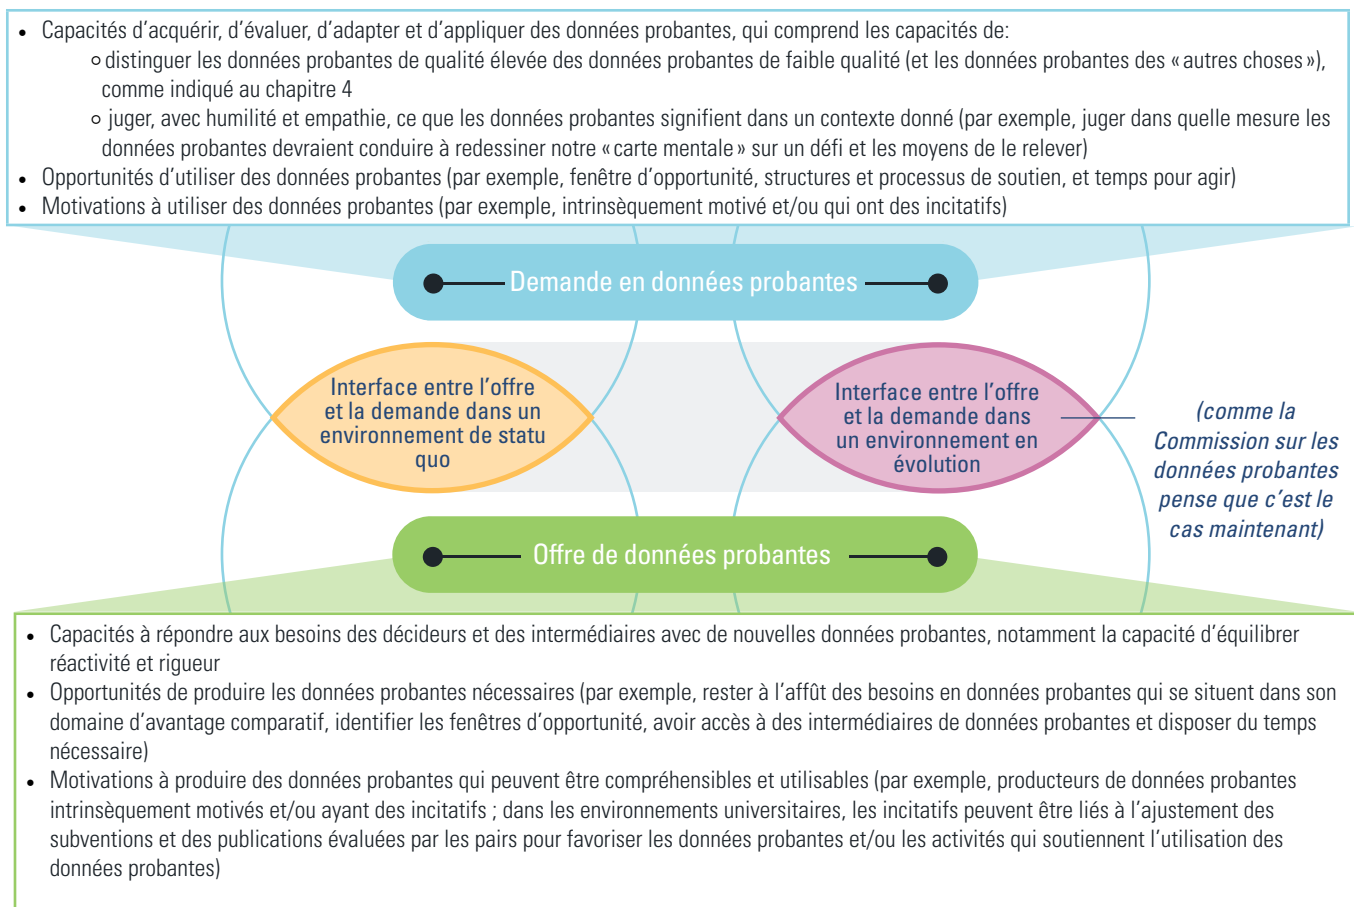 • Capacités d'acquérir, d'évaluer, d'adapter et d'appliquer des données probantes, qui comprend les capacités de:
○ distinguer les données probantes de qualité élevée des données probantes de faible qualité (et les données probantes des « autres choses »),
comme indiqué au chapitre 4
○ juger, avec humilité et empathie, ce que les données probantes signifient dans un contexte donné (par exemple, juger dans quelle mesure les
données probantes devraient conduire à redessiner notre « carte mentale » sur un défi et les moyens de le relever)
• Opportunités d'utiliser des données probantes (par exemple, fenêtre d'opportunité, structures et processus de soutien, et temps pour agir)
• Motivations à utiliser des données probantes (par exemple, intrinsèquement motivé et/ou qui ont des incitatifs)
Demande en données probantes
Interface entre l'offre
et la demande dans un
environnement de statu
quo
Interface entre l'offre
et la demande dans
un environnement en
évolution
(comme la
Commission sur les
données probantes
pense que c'est le
cas maintenant)
Offre de données probantes
• Capacités à répondre aux besoins des décideurs et des intermédiaires avec de nouvelles données probantes, notamment la capacité d'équilibrer
réactivité et rigueur
• Opportunités de produire les données probantes nécessaires (par exemple, rester à l'affût des besoins en données probantes qui se situent dans son
domaine d'avantage comparatif, identifier les fenêtres d'opportunité, avoir accès à des intermédiaires de données probantes et disposer du temps
nécessaire)
• Motivations à produire des données probantes qui peuvent être compréhensibles et utilisables (par exemple, producteurs de données probantes
intrinsèquement motivés et/ou ayant des incitatifs ; dans les environnements universitaires, les incitatifs peuvent être liés à l'ajustement des
subventions et des publications évaluées par les pairs pour favoriser les données probantes et/ou les activités qui soutiennent l'utilisation des
données probantes)